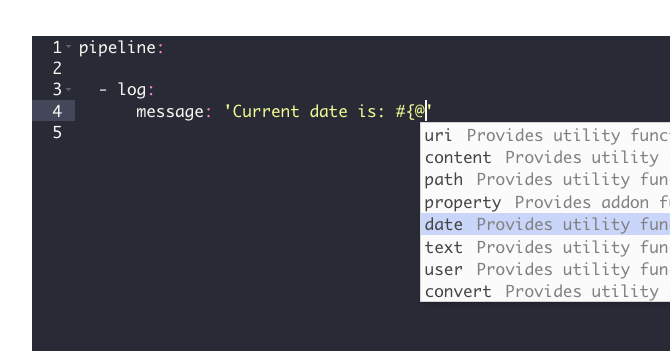 1 pipeline:
2
3 - log:
4 message: 'Current date is: #{@'
5
uri Provides utility func
content Provides utility
path Provides utility fun
property Provides addon fu
date Provides utility fun
text Provides utility fun
user Provides utility fun
convert Provides utility